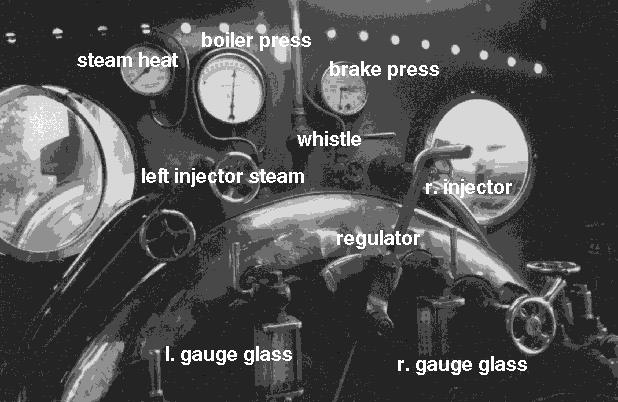 boiler press
steam heat
brake press
whistle
left injector steam
r. injector
regulator
l. gauge glass
r. gauge glass